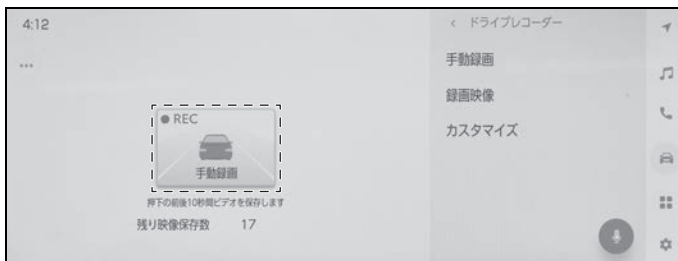 4:12
● REC
手動録画
押下の前後10秒間ビデオを保存します
残り映像保存数 17
< ドライブレコーダー
手動録画
録画映像
カスタマイズ